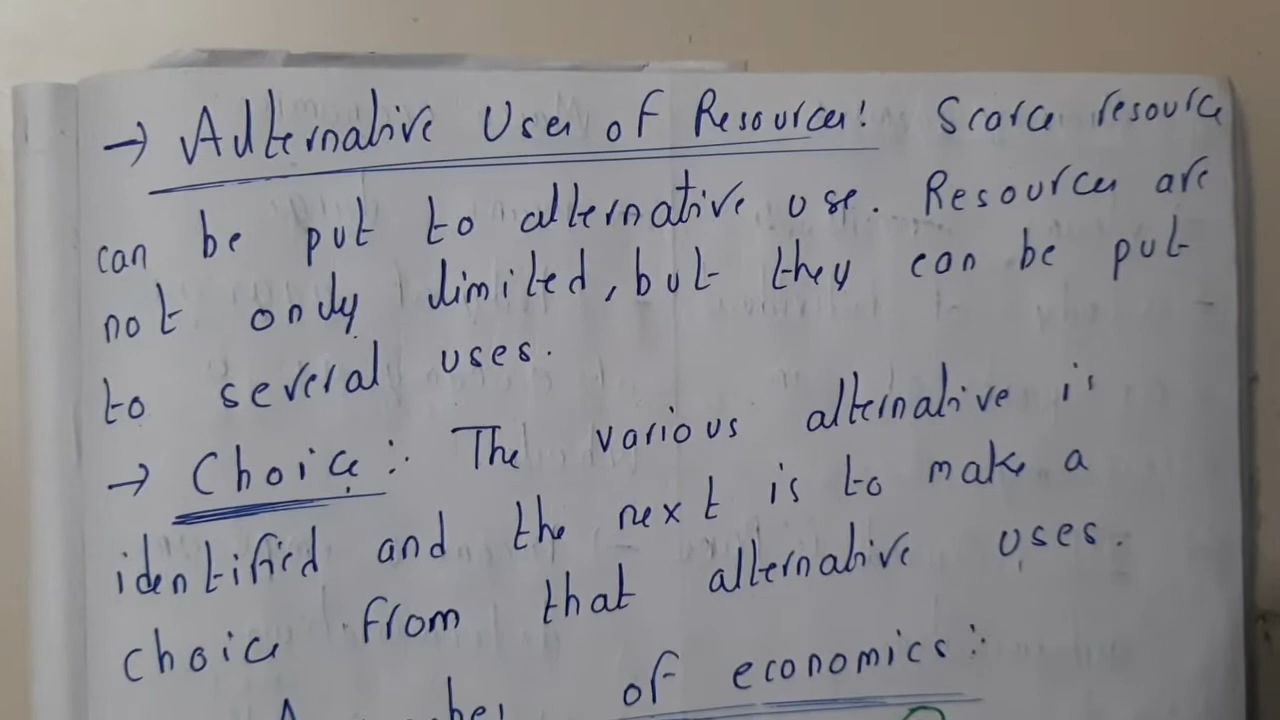 → Alternative Uses of Resources: Scarce resource
can be put to alternative use. Resources are
not only limited, but they can be put
to several uses.
→ Choice: The various alternative is
identified and the next is to make a
choice from that alternative uses.
of economics: